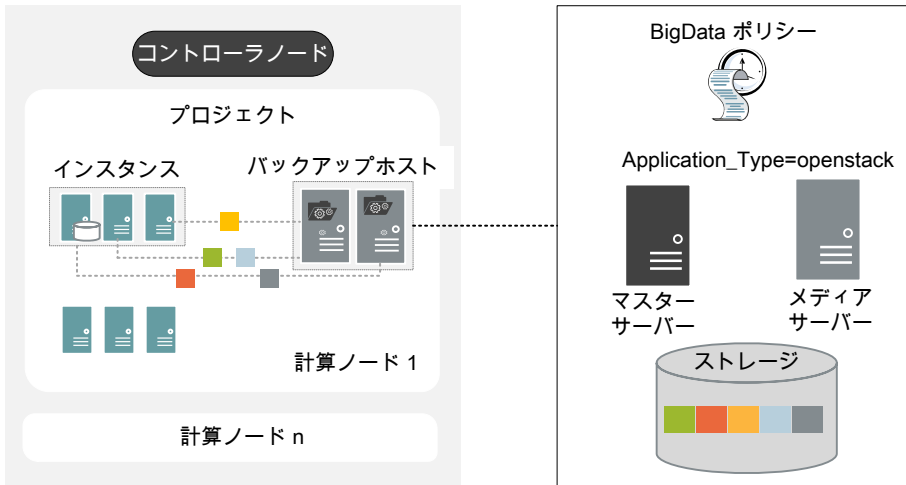 コントローラノード
プロジェクト
インスタンス
バックアップホスト
計算ノード 1
計算ノード n
BigData ポリシー
Application_Type=openstack
マスター
サーバー
メディア
サーバー
ストレージ